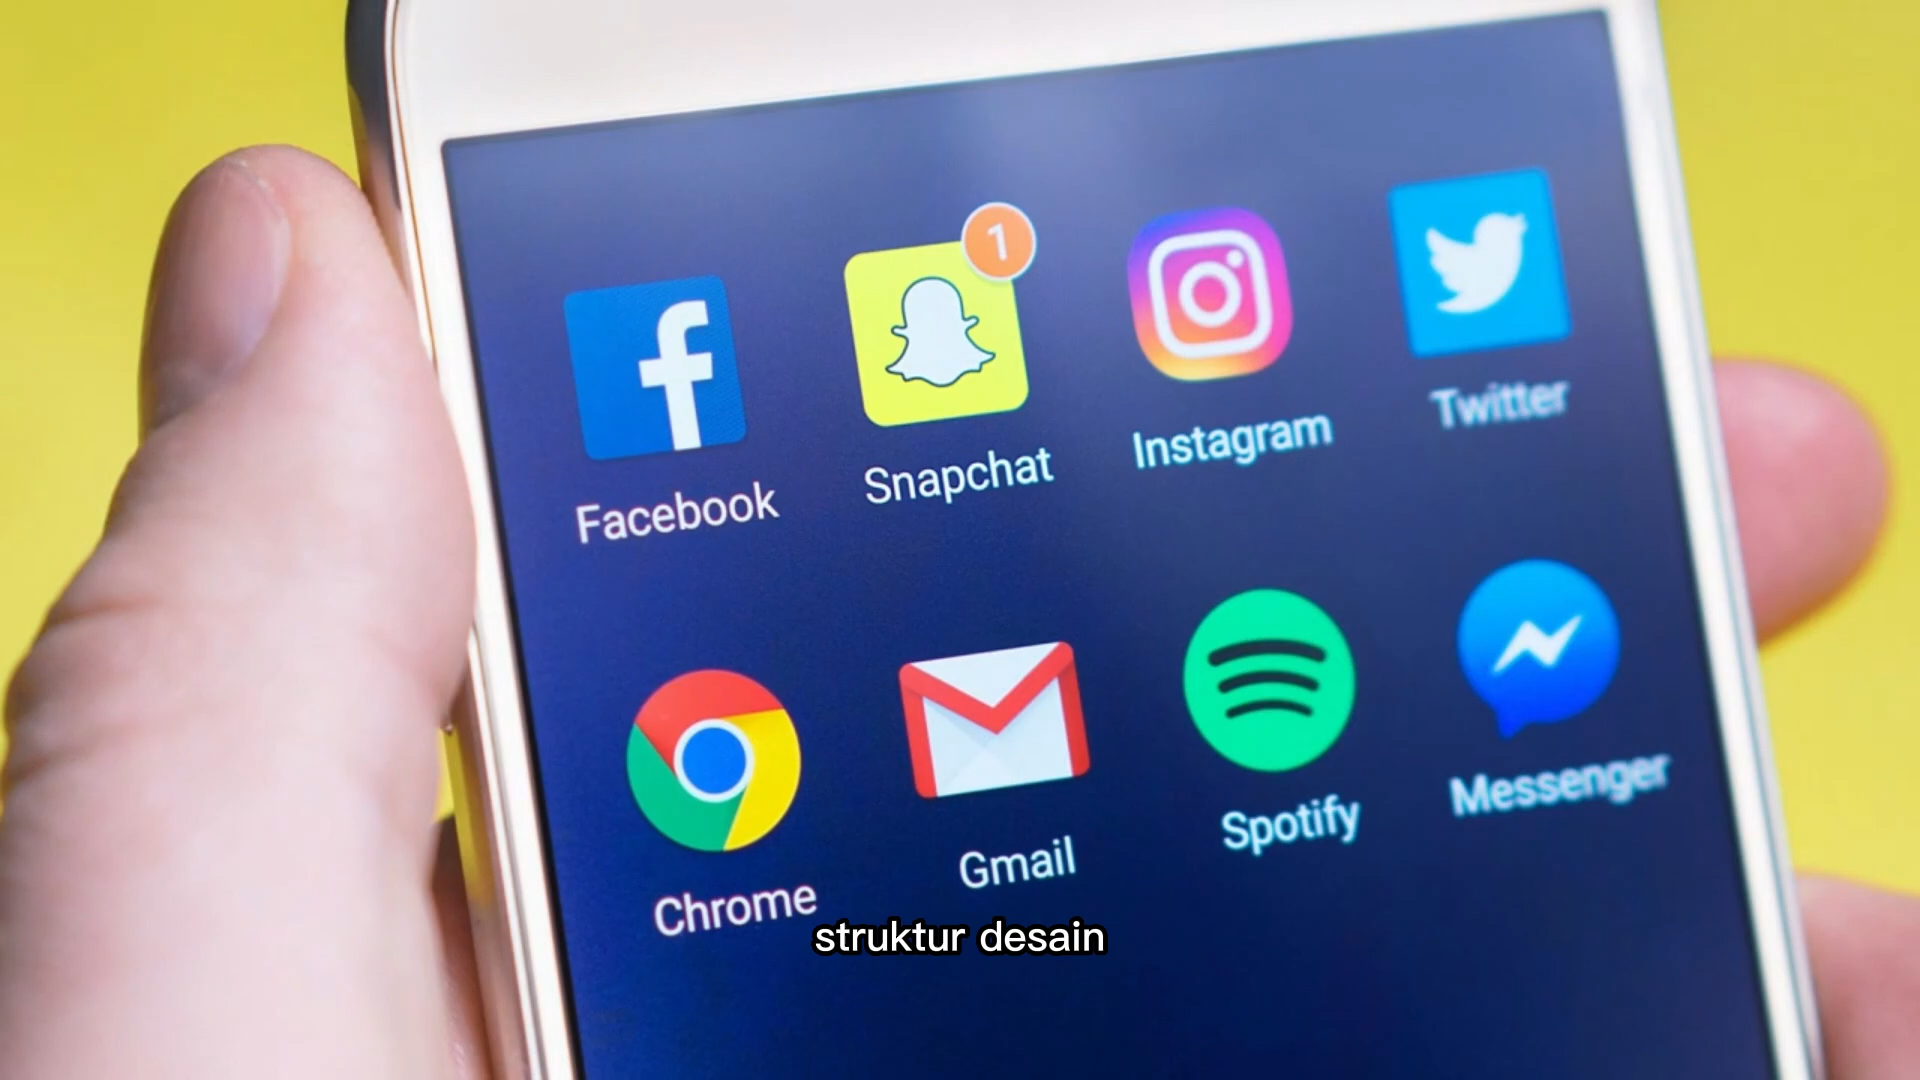 1
Facebook Snapchat Instagram Twitter
Chrome Gmail Spotify Messenger
struktur desain